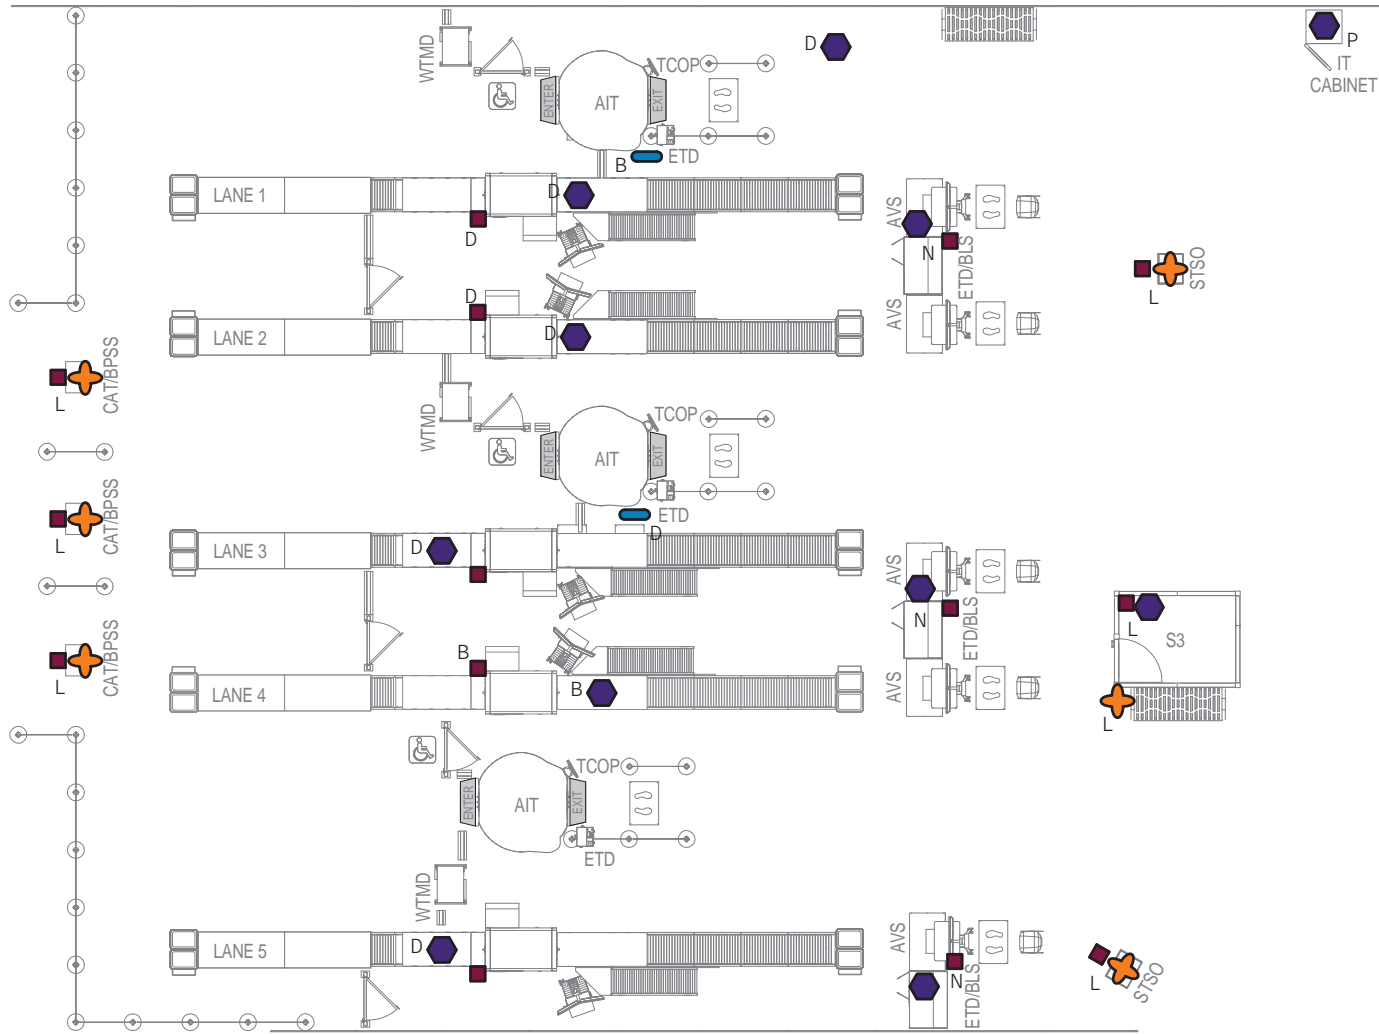 D
P
IT
CABINET
WTMD
TCOP
ENTER
AIT
EXIT
ETD
B
LANE 1
D
D
AVS
N
ETD/BLS
STSO
L
D
LANE 2
D
AVS
CAT/BPSS
L
WTMD
TCOP
ENTER
AIT
EXIT
ETD
D
CAT/BPSS
L
LANE 3
D
AVS
N
ETD/BLS
L
S3
CAT/BPSS
L
B
LANE 4
B
AVS
L
TCOP
ENTER
AIT
EXIT
ETD
WTMD
LANE 5
D
AVS
N
ETD/BLS
L
STSO